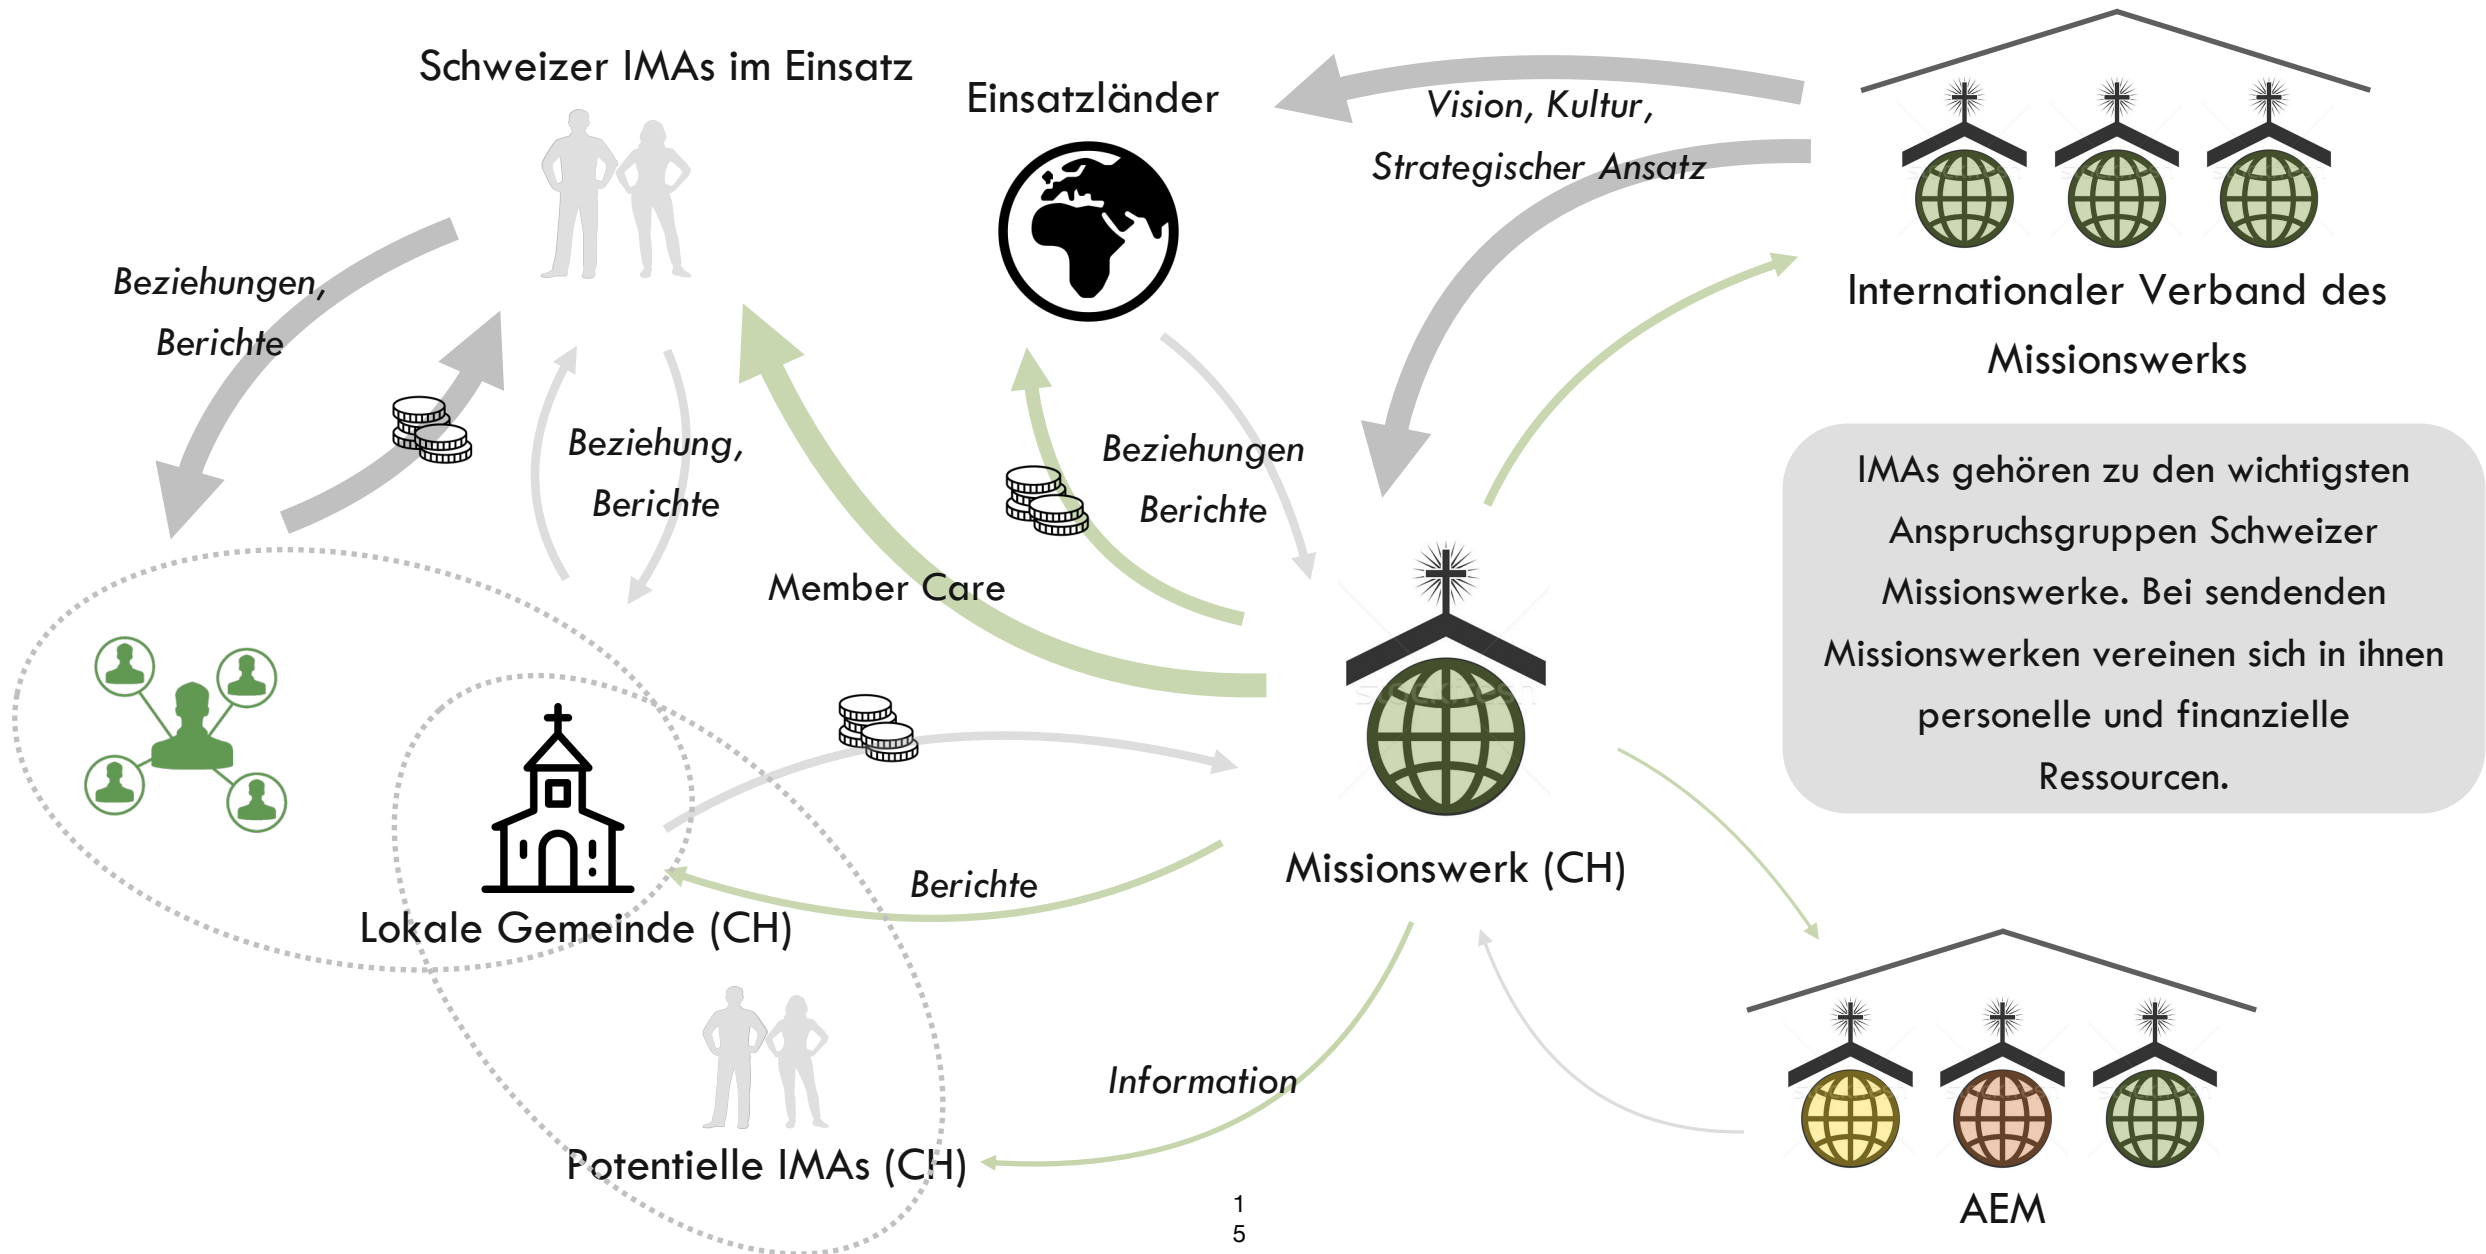 Schweizer IMAs im Einsatz
Einsatzländer
Vision, Kultur,
Strategischer Ansatz
Internationaler Verband des
Missionswerks
Beziehungen,
Berichte
Beziehung,
Berichte
Beziehungen
Berichte
Member Care
IMAs gehören zu den wichtigsten
Anspruchsgruppen Schweizer
Missionswerke. Bei sendenden
Missionswerken vereinen sich in ihnen
personelle und finanzielle
Ressourcen.
Missionswerk (CH)
Berichte
Lokale Gemeinde (CH)
Information
Potentielle IMAs (CH)
AEM
1
5